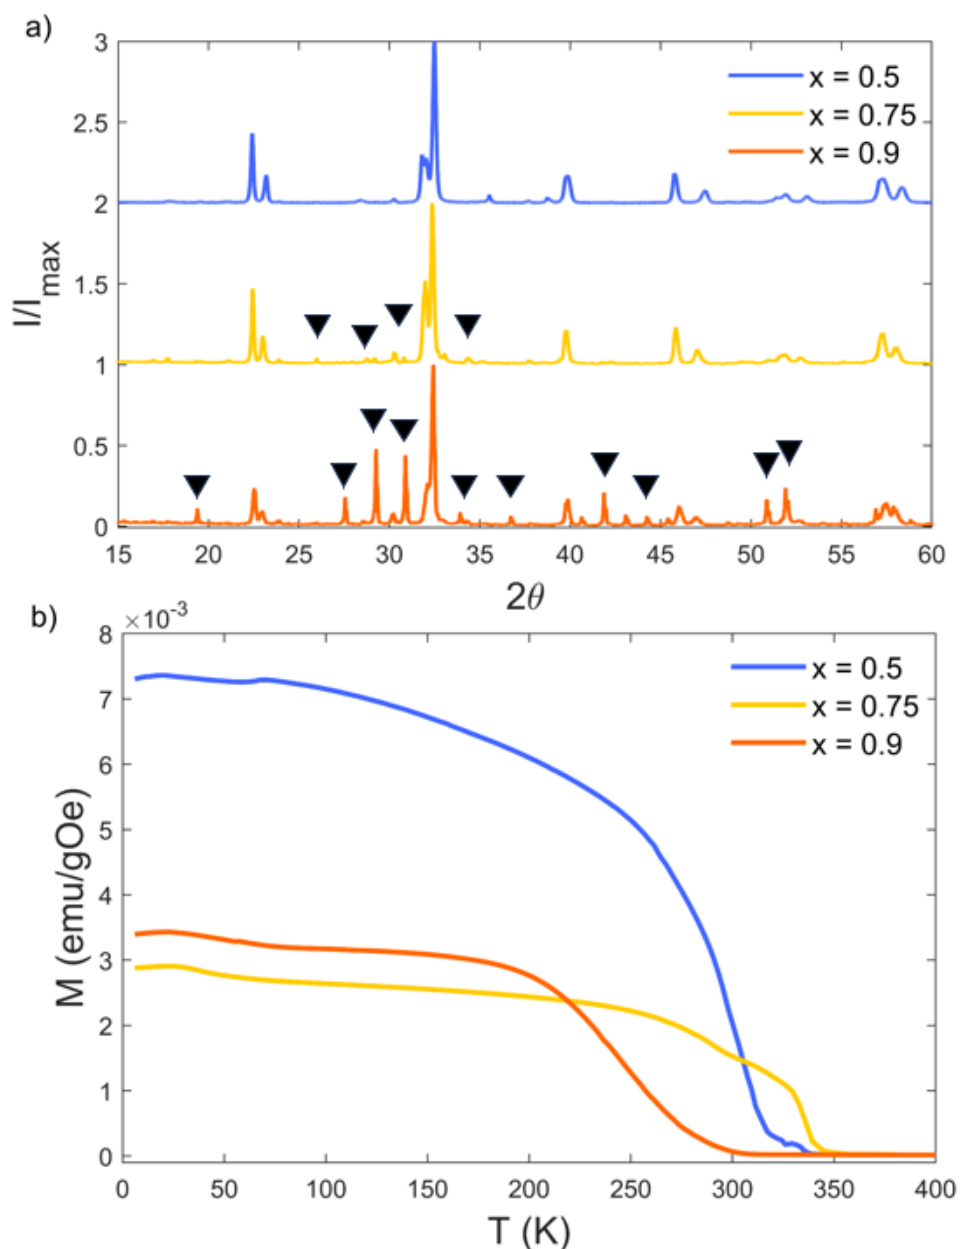 a)
3
2.5
2
1.5
1
0.5
0
I/I_max
x = 0.5
x = 0.75
x = 0.9
15 20 25 30 35 40 45 50 55 60
2θ
b)
×10^-3
8
7
6
5
4
3
2
1
0
M (emu/gOe)
x = 0.5
x = 0.75
x = 0.9
0 50 100 150 200 250 300 350 400
T (K)